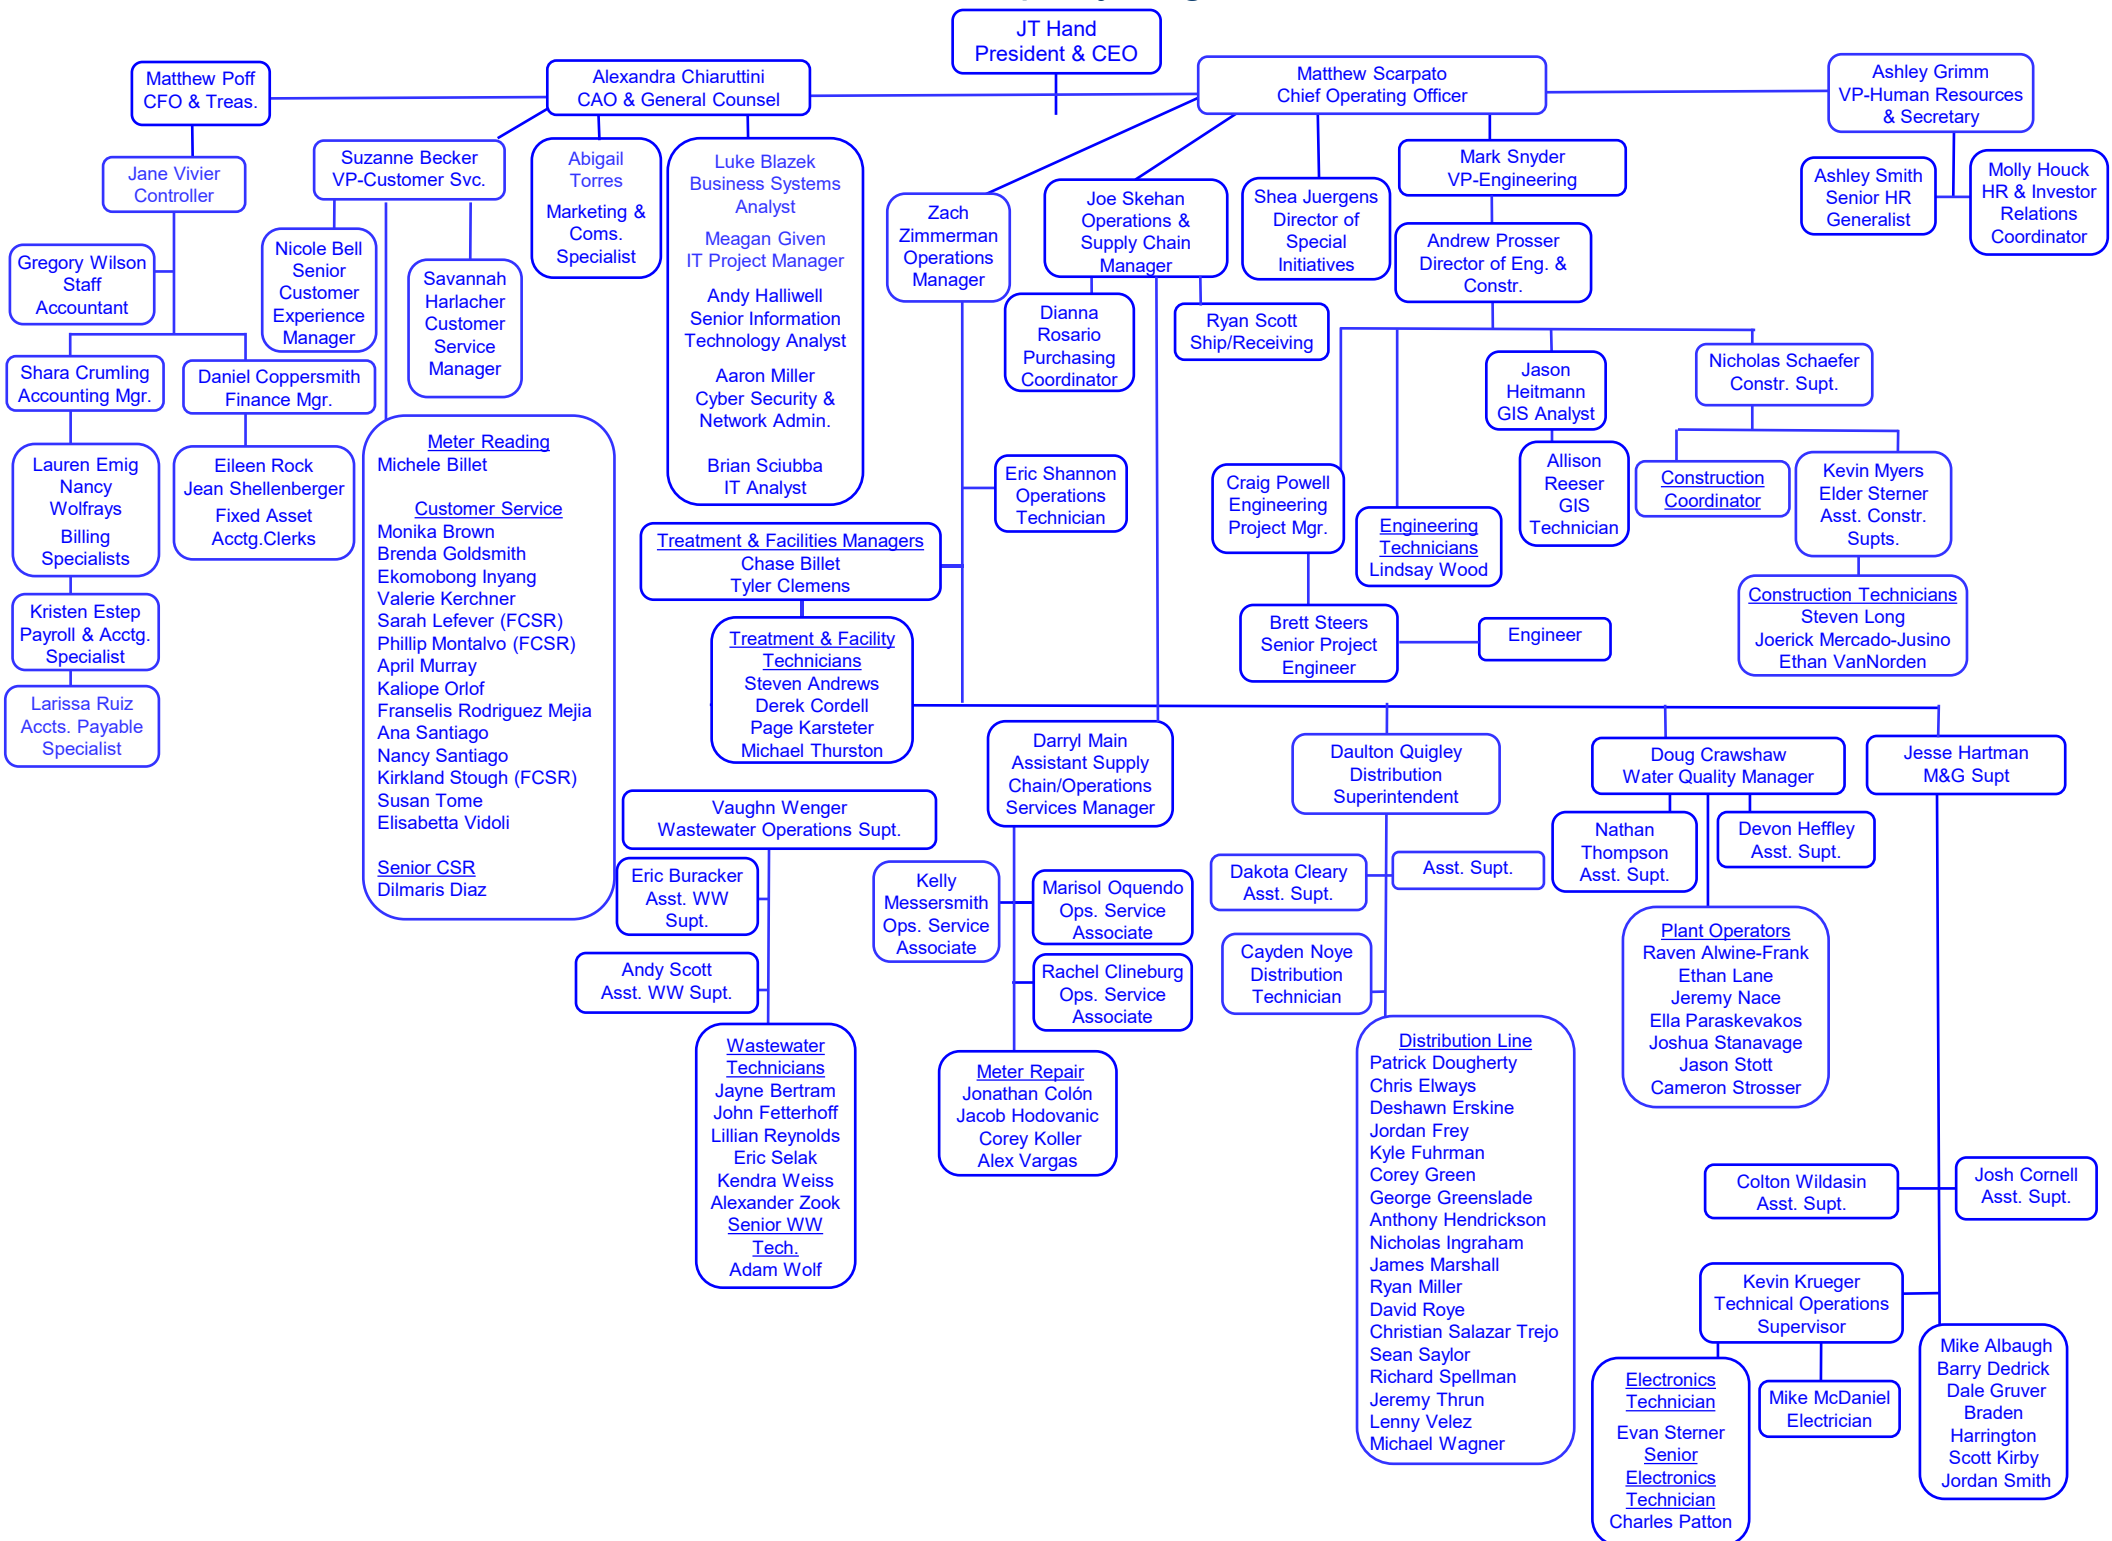 JT Hand
President & CEO
Matthew Poff
CFO & Treas.
Alexandra Chiaruttini
CAO & General Counsel
Matthew Scarpato
Chief Operating Officer
Ashley Grimm
VP-Human Resources
& Secretary
Jane Vivier
Controller
Suzanne Becker
VP-Customer Svc.
Abigail
Torres
Marketing &
Coms.
Specialist
Luke Blazek
Business Systems
Analyst
Meagan Given
IT Project Manager
Andy Halliwell
Senior Information
Technology Analyst
Aaron Miller
Cyber Security &
Network Admin.
Brian Sciubba
IT Analyst
Zach
Zimmerman
Operations
Manager
Joe Skehan
Operations &
Supply Chain
Manager
Shea Juergens
Director of
Special
Initiatives
Mark Snyder
VP-Engineering
Andrew Prosser
Director of Eng. &
Constr.
Ashley Smith
Senior HR
Generalist
Molly Houck
HR & Investor
Relations
Coordinator
Gregory Wilson
Staff
Accountant
Nicole Bell
Senior
Customer
Experience
Manager
Savannah
Harlacher
Customer
Service
Manager
Dianna
Rosario
Purchasing
Coordinator
Ryan Scott
Ship/Receiving
Jason
Heitmann
GIS Analyst
Nicholas Schaefer
Constr. Supt.
Shara Crumling
Accounting Mgr.
Daniel Coppersmith
Finance Mgr.
Lauren Emig
Nancy
Wolfrays
Billing
Specialists
Eileen Rock
Jean Shellenberger
Fixed Asset
Acctg.Clerks
Kristen Estep
Payroll & Acctg.
Specialist
Larissa Ruiz
Accts. Payable
Specialist
Meter Reading
Michele Billet
Customer Service
Monika Brown
Brenda Goldsmith
Ekomobong Inyang
Valerie Kerchner
Sarah Lefever (FCSR)
Phillip Montalvo (FCSR)
April Murray
Kaliope Orlof
Franselis Rodriguez Mejia
Ana Santiago
Nancy Santiago
Kirkland Stough (FCSR)
Susan Tome
Elisabetta Vidoli
Senior CSR
Dilmaris Diaz
Eric Shannon
Operations
Technician
Treatment & Facilities Managers
Chase Billet
Tyler Clemens
Treatment & Facility
Technicians
Steven Andrews
Derek Cordell
Page Karsteter
Michael Thurston
Craig Powell
Engineering
Project Mgr.
Engineering
Technicians
Lindsay Wood
Allison
Reeser
GIS
Technician
Construction
Coordinator
Kevin Myers
Elder Sterner
Asst. Constr.
Supts.
Construction Technicians
Steven Long
Joerick Mercado-Jusino
Ethan VanNorden
Brett Steers
Senior Project
Engineer
Engineer
Vaughn Wenger
Wastewater Operations Supt.
Eric Buracker
Asst. WW
Supt.
Andy Scott
Asst. WW Supt.
Wastewater
Technicians
Jayne Bertram
John Fetterhoff
Lillian Reynolds
Eric Selak
Kendra Weiss
Alexander Zook
Senior WW
Tech.
Adam Wolf
Darryl Main
Assistant Supply
Chain/Operations
Services Manager
Kelly
Messersmith
Ops. Service
Associate
Marisol Oquendo
Ops. Service
Associate
Rachel Clineburg
Ops. Service
Associate
Meter Repair
Jonathan Colón
Jacob Hodovanic
Corey Koller
Alex Vargas
Daulton Quigley
Distribution
Superintendent
Dakota Cleary
Asst. Supt.
Asst. Supt.
Cayden Noye
Distribution
Technician
Distribution Line
Patrick Dougherty
Chris Elways
Deshawn Erskine
Jordan Frey
Kyle Fuhrman
Corey Green
George Greenslade
Anthony Hendrickson
Nicholas Ingraham
James Marshall
Ryan Miller
David Roye
Christian Salazar Trejo
Sean Saylor
Richard Spellman
Jeremy Thrun
Lenny Velez
Michael Wagner
Doug Crawshaw
Water Quality Manager
Nathan
Thompson
Asst. Supt.
Devon Heffley
Asst. Supt.
Plant Operators
Raven Alwine-Frank
Ethan Lane
Jeremy Nace
Ella Paraskevakos
Joshua Stanavage
Jason Stott
Cameron Strosser
Jesse Hartman
M&G Supt
Colton Wildasin
Asst. Supt.
Josh Cornell
Asst. Supt.
Kevin Krueger
Technical Operations
Supervisor
Electronics
Technician
Evan Sterner
Senior
Electronics
Technician
Charles Patton
Mike McDaniel
Electrician
Mike Albaugh
Barry Dedrick
Dale Gruver
Braden
Harrington
Scott Kirby
Jordan Smith